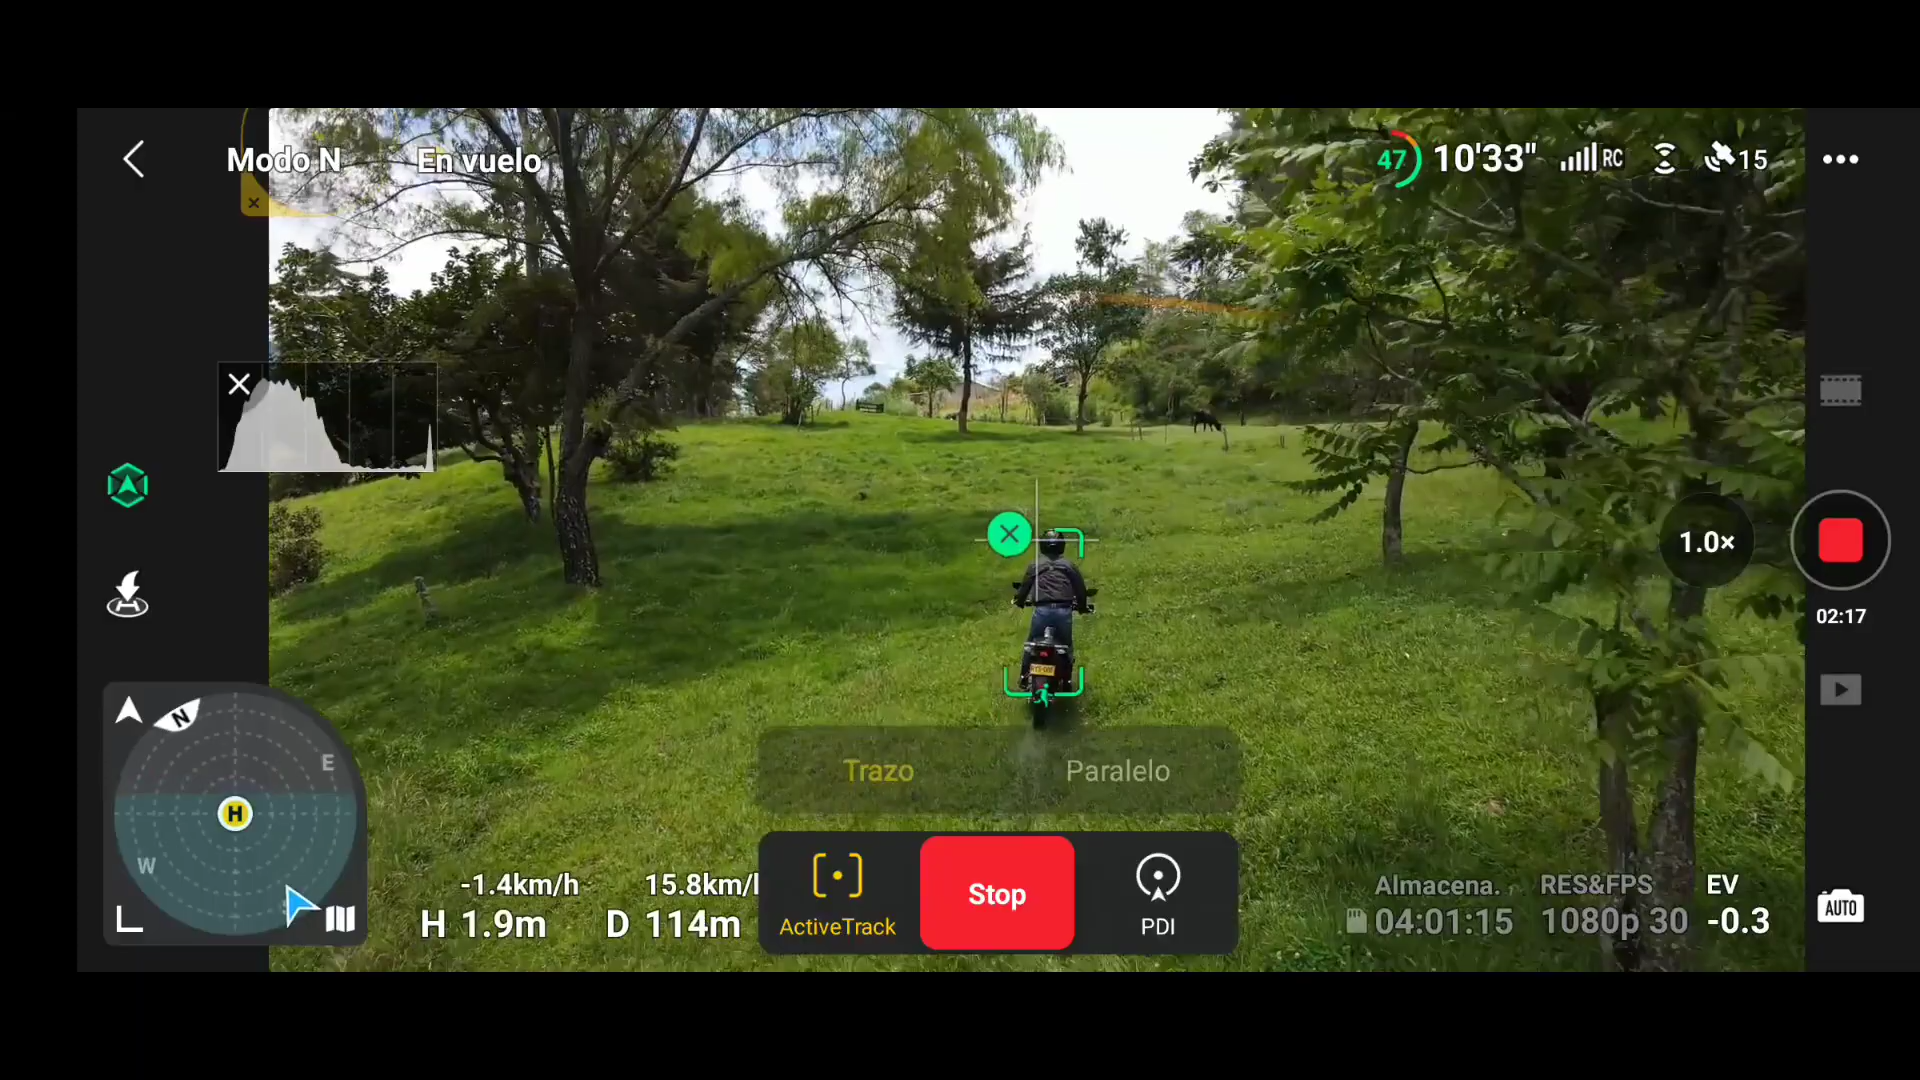 Modo N
En vuelo
47
10'33"
RC
15
1.0×
02:17
N
E
H
W
Trazo
Paralelo
-1.4km/h
15.8km/
H 1.9m
D 114m
ActiveTrack
Stop
PDI
Almacena.
RES&FPS
EV
04:01:15
1080p 30
-0.3
AUTO